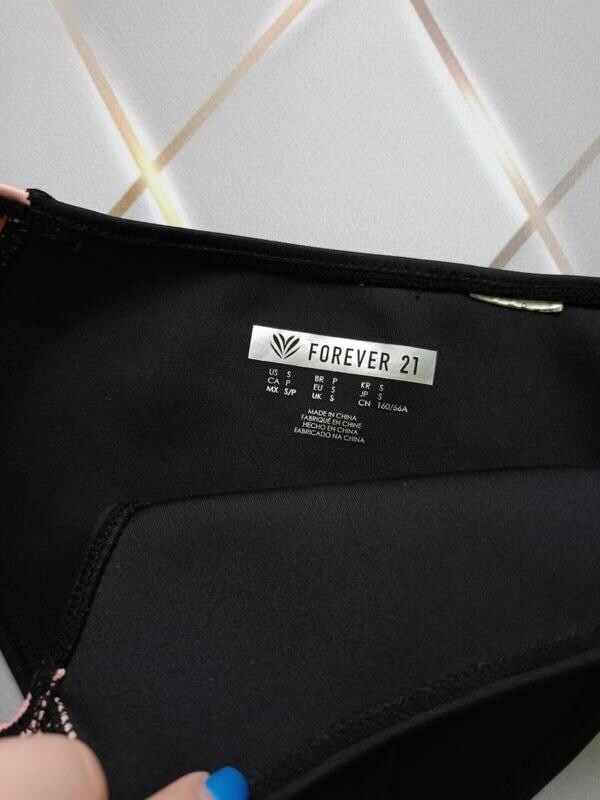 FOREVER 21
US S BR P KR S
CA P EU S JP S
MX S/P UK S CN 160/66A
MADE IN CHINA
FABRIQUÉ EN CHINE
HECHO EN CHINA
FABRICADO NA CHINA